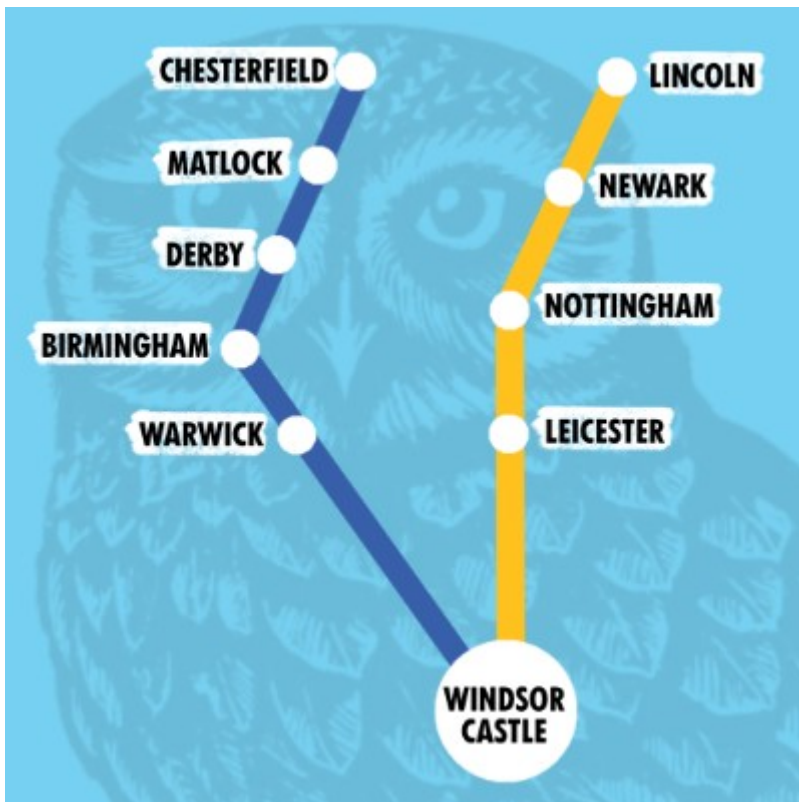 CHESTERFIELD
MATLOCK
DERBY
BIRMINGHAM
WARWICK
LINCOLN
NEWARK
NOTTINGHAM
LEICESTER
WINDSOR
CASTLE